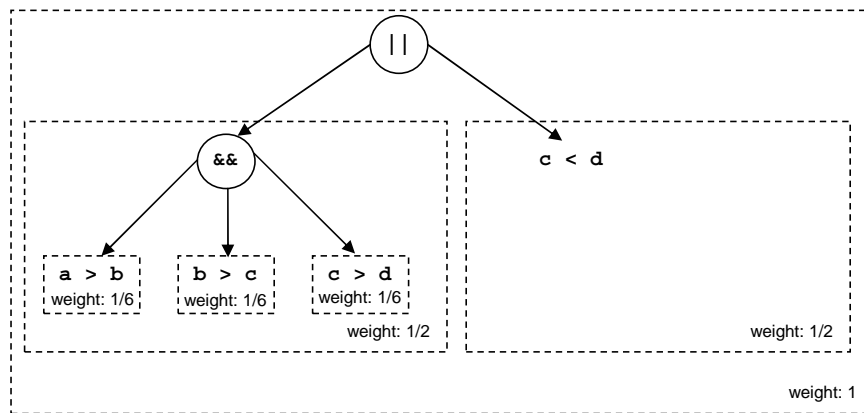 ||
&&
c < d
a > b
weight: 1/6
b > c
weight: 1/6
c > d
weight: 1/6
weight: 1/2
weight: 1/2
weight: 1